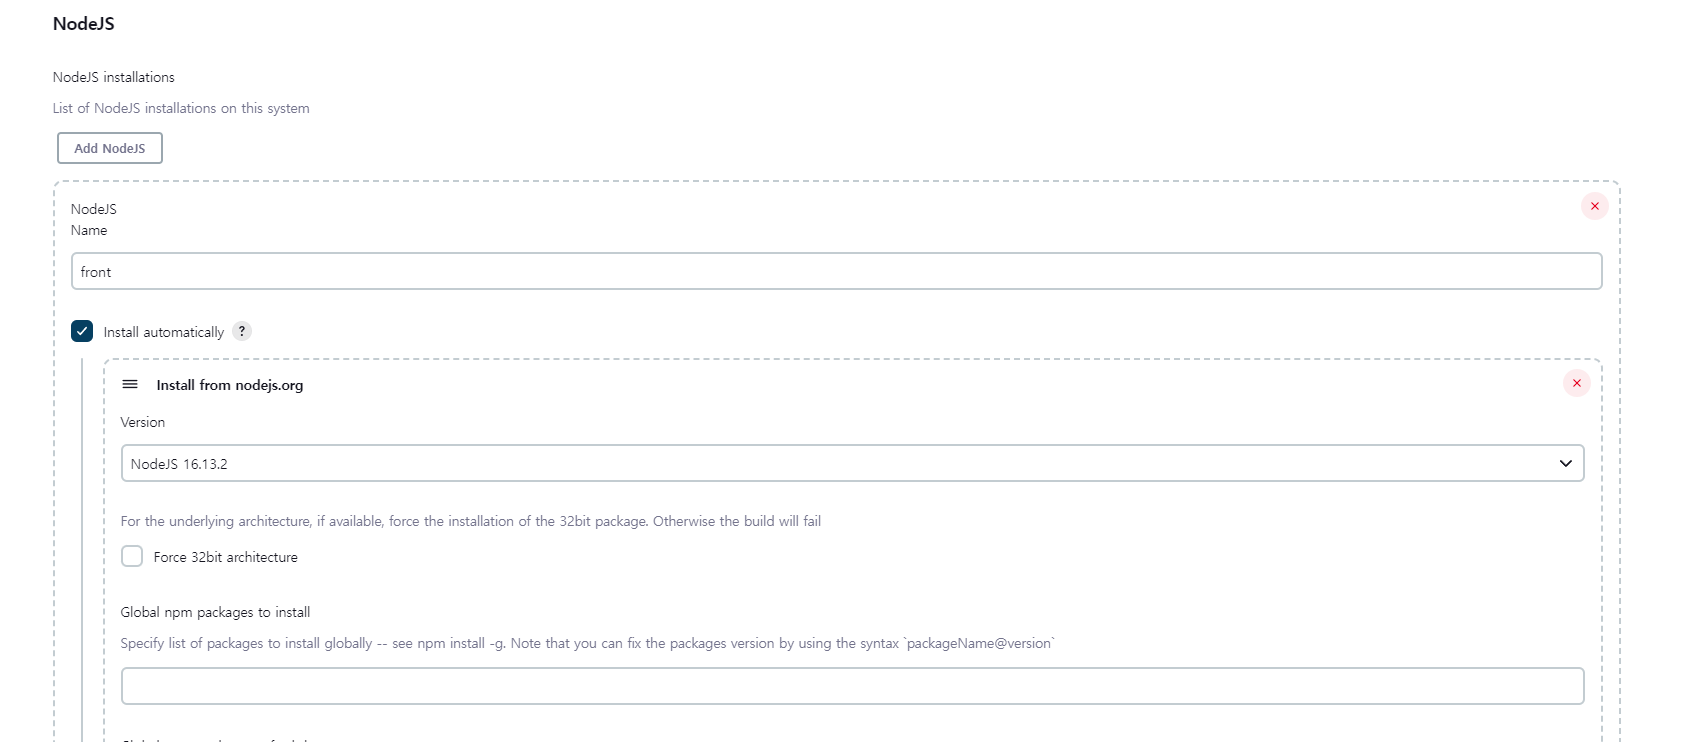 NodeJS
NodeJS installations
List of NodeJS installations on this system
Add NodeJS
NodeJS
Name
front
Install automatically ?
Install from nodejs.org
Version
NodeJS 16.13.2
For the underlying architecture, if available, force the installation of the 32bit package. Otherwise the build will fail
Force 32bit architecture
Global npm packages to install
Specify list of packages to install globally -- see npm install -g. Note that you can fix the packages version by using the syntax `packageName@version`